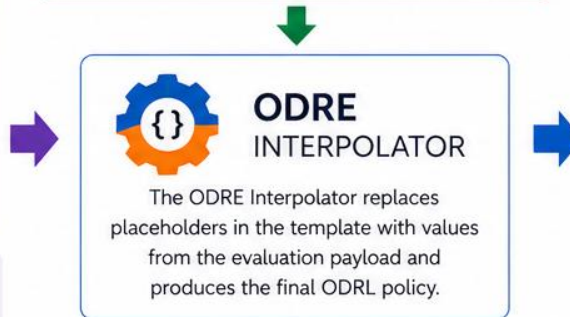 {}
ODRE
INTERPOLATOR
The ODRE Interpolator replaces
placeholders in the template with values
from the evaluation payload and
produces the final ODRL policy.